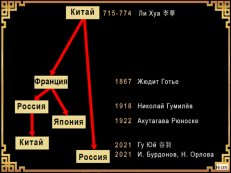 Китай 715-774 Ли Хуа 李華
Франция 1867 Жюдит Готье
Россия 1918 Николай Гумилёв
Япония 1922 Акутагава Рюноске
Китай 2021 Гу Юй 谷羽
Россия 2021 И. Бурдонов, Н. Орлова